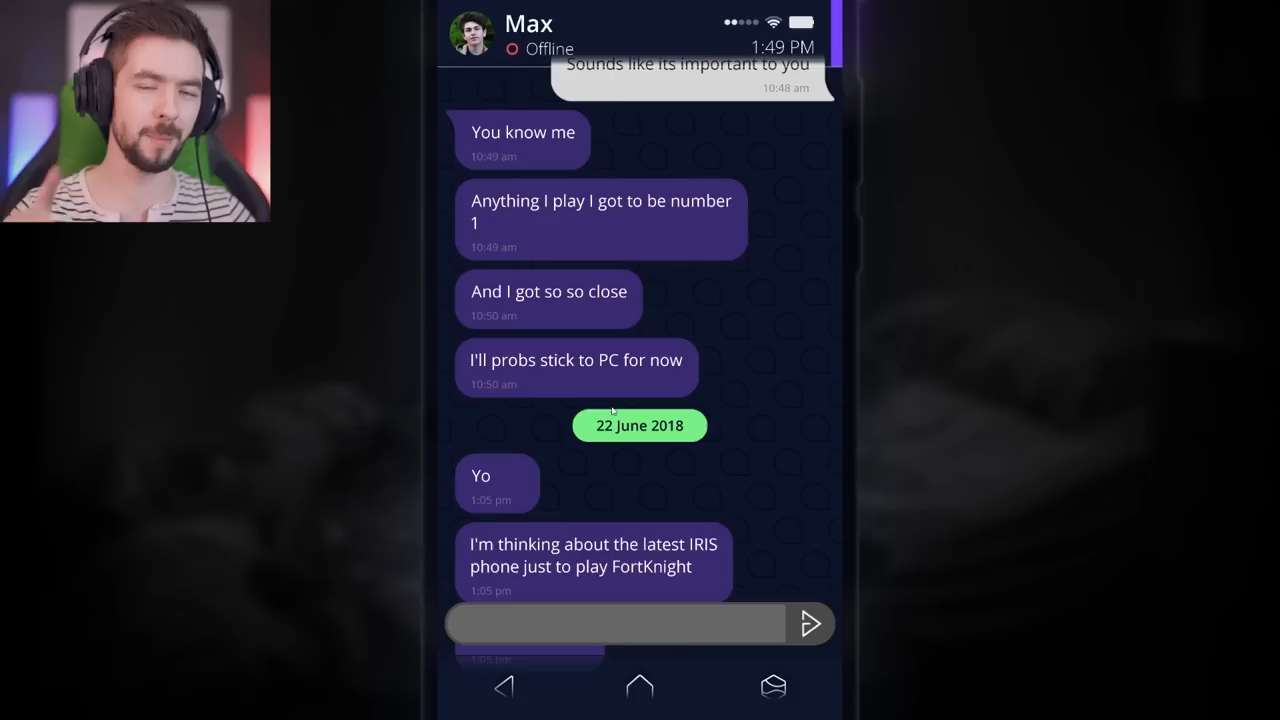 Max
Offline
1:49 PM
Sounds like its important to you
10:48 am
You know me
10:49 am
Anything I play I got to be number
1
10:49 am
And I got so so close
10:50 am
I'll probs stick to PC for now
10:50 am
22 June 2018
Yo
1:05 pm
I'm thinking about the latest IRIS
phone just to play FortKnight
1:05 pm
1:05 pm